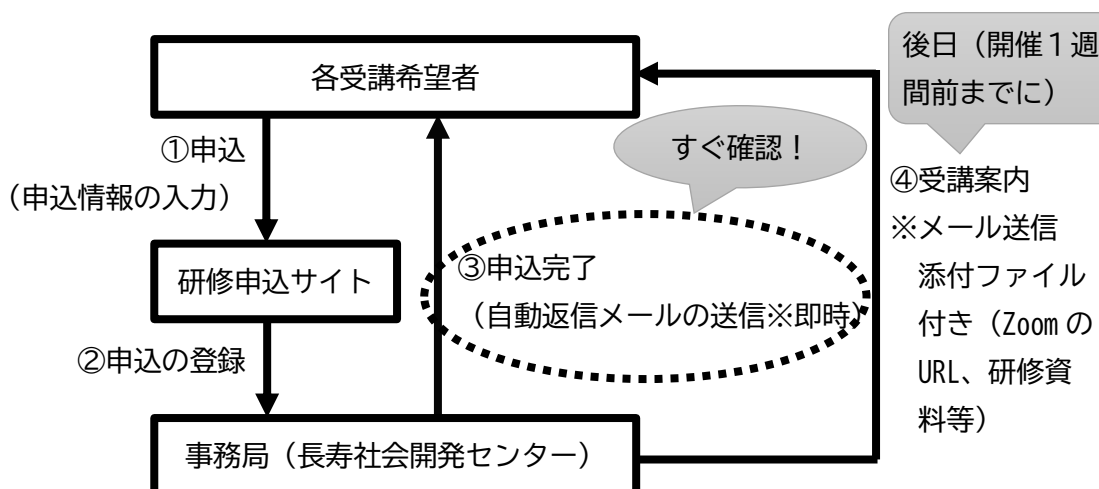 各受講希望者
後日（開催１週
間前までに）
すぐ確認！
①申込
（申込情報の入力）
④受講案内
※メール送信
添付ファイル
付き（Zoomの
URL、研修資
料等）
研修申込サイト
③申込完了
（自動返信メールの送信※即時）
②申込の登録
事務局（長寿社会開発センター）